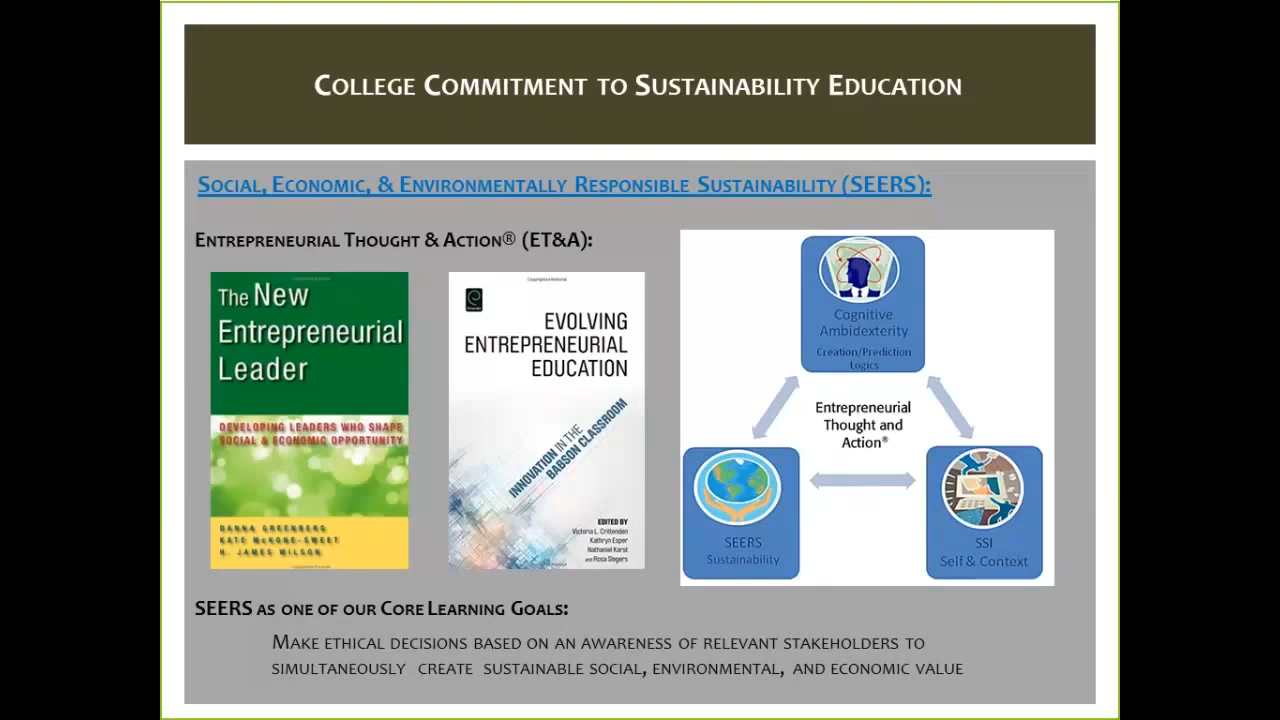 COLLEGE COMMITMENT TO SUSTAINABILITY EDUCATION
SOCIAL, ECONOMIC, & ENVIRONMENTALLY RESPONSIBLE SUSTAINABILITY (SEERS):
ENTREPRENEURIAL THOUGHT & ACTION® (ET&A):
The New
Entrepreneurial
Leader
DEVELOPING LEADERS WHO SHAPE
SOCIAL & ECONOMIC OPPORTUNITY
DANNA GREENBERG
KATE McKONE-SWEET
H. JAMES WILSON
EVOLVING
ENTREPRENEURIAL
EDUCATION
INNOVATION IN THE
BABSON CLASSROOM
EDITED BY
Victoria L. Crittenden
Kathryn Esper
Nathaniel Karst
and Rosa Slegers
Cognitive
Ambidexterity
Creation/Prediction
Logics
Entrepreneurial
Thought and
Action®
SEERS
Sustainability
SSI
Self & Context
SEERS AS ONE OF OUR CORE LEARNING GOALS:
MAKE ETHICAL DECISIONS BASED ON AN AWARENESS OF RELEVANT STAKEHOLDERS TO
SIMULTANEOUSLY CREATE SUSTAINABLE SOCIAL, ENVIRONMENTAL, AND ECONOMIC VALUE